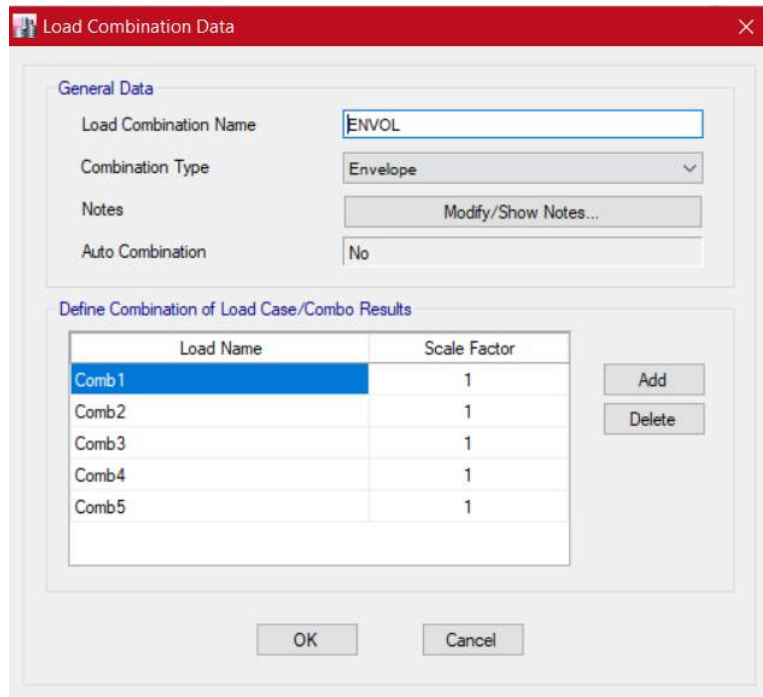 Load Combination Data
General Data
Load Combination Name ENVOL
Combination Type Envelope
Notes Modify/Show Notes...
Auto Combination No
Define Combination of Load Case/Combo Results
Load Name Scale Factor
Comb1 1 Add
Comb2 1 Delete
Comb3 1
Comb4 1
Comb5 1
OK Cancel